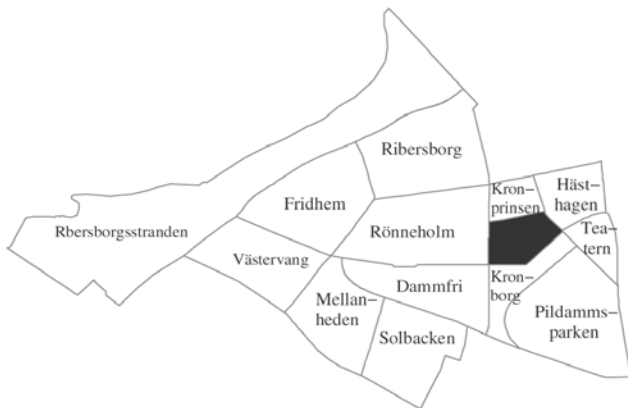 Ribersborg
Kron–
prinsen
Häst–
hagen
Fridhem
Rbersborgsstranden
Rönneholm
Tea–
tern
Västervang
Dammfri
Kron–
borg
Mellan–
heden
Pildamms-
parken
Solbacken